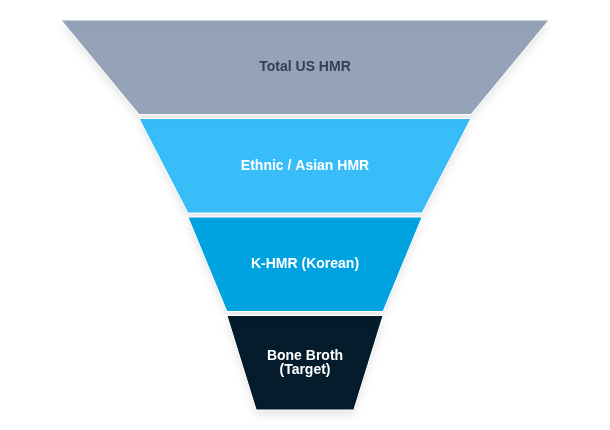 Total US HMR
Ethnic / Asian HMR
K-HMR (Korean)
Bone Broth
(Target)